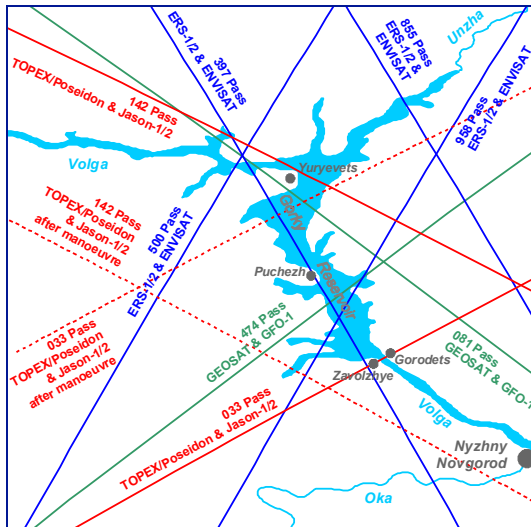 397 Pass
ERS-1/2 & ENVISAT
855 Pass
ERS-1/2 &
ENVISAT
Unzha
142 Pass
TOPEX/Poseidon & Jason-1/2
958 Pass
ERS-1/2 & ENVISAT
Volga
Yuryevets
142 Pass
TOPEX/Poseidon
& Jason-1/2
after manoeuvre
500 Pass
ERS-1/2 & ENVISAT
Gorky
Reservoir
Puchezh
033 Pass
TOPEX/Poseidon
& Jason-1/2
after manoeuvre
474 Pass
GEOSAT & GFO-1
081 Pass
GEOSAT & GFO-1
Gorodets
Zavolzhye
033 Pass
TOPEX/Poseidon & Jason-1/2
Volga
Nyzhny
Novgorod
Oka